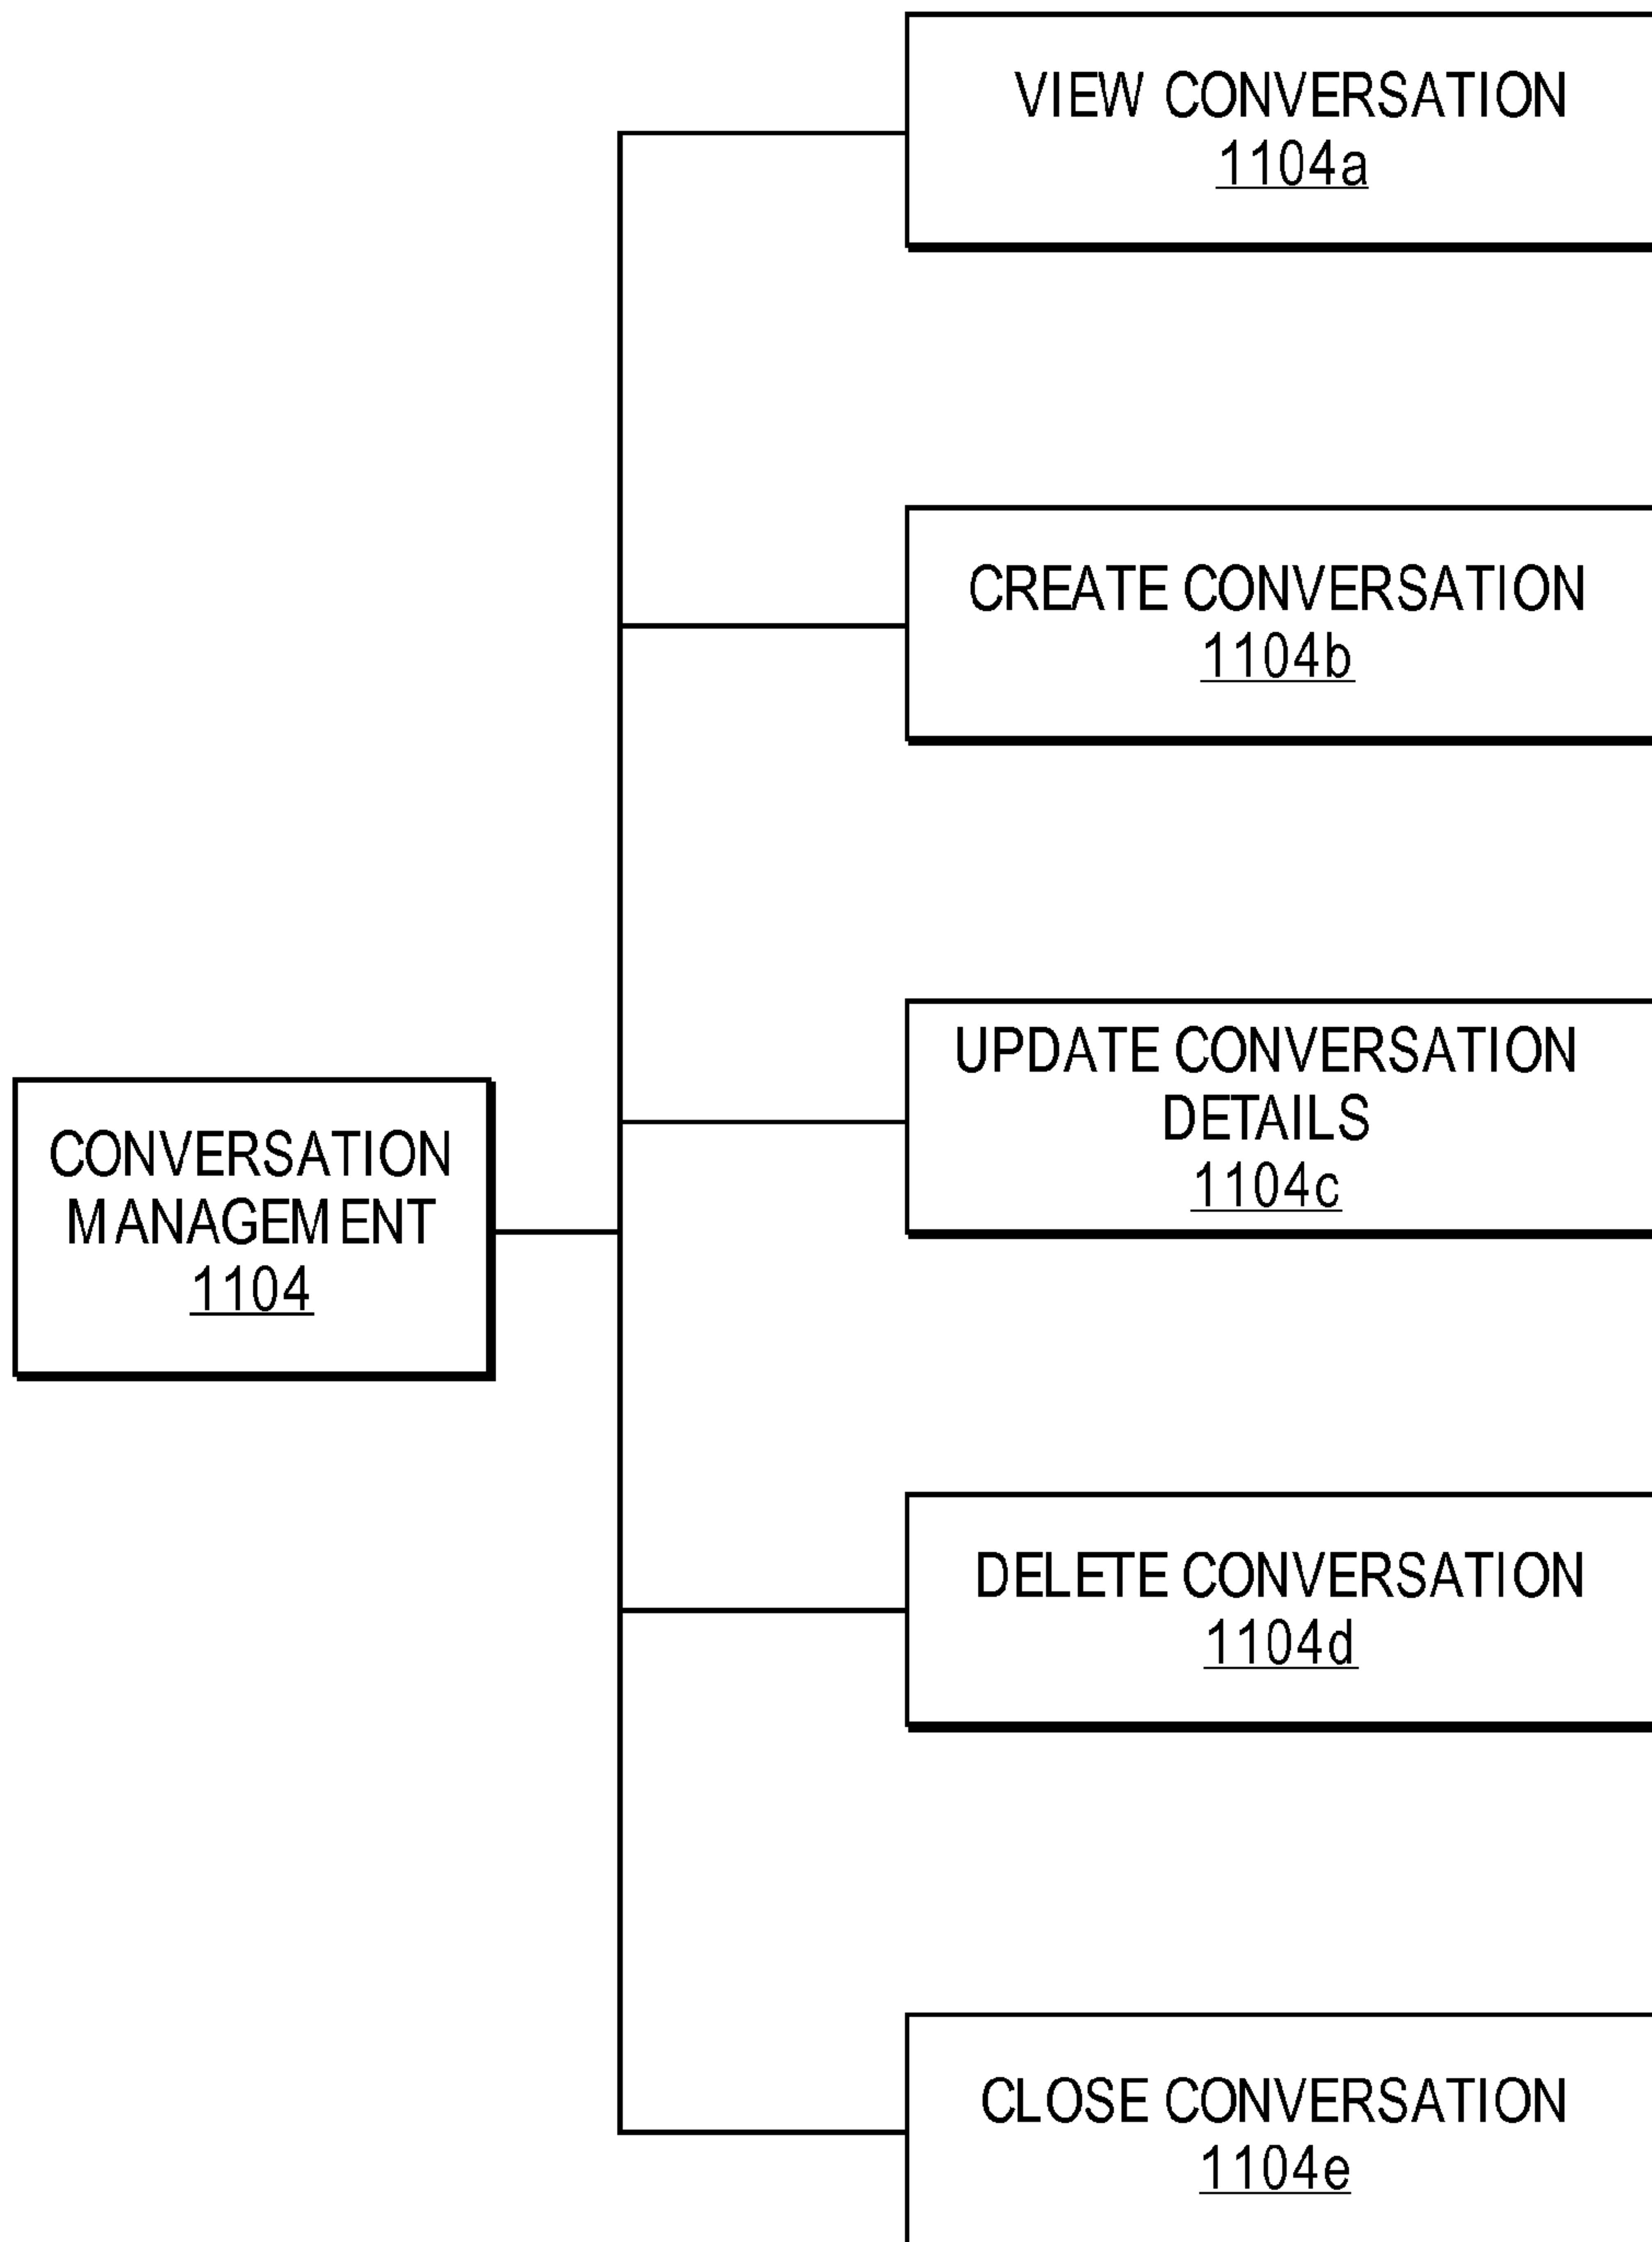 VIEW CONVERSATION
1104a
CREATE CONVERSATION
1104b
UPDATE CONVERSATION
DETAILS
1104c
CONVERSATION
MANAGEMENT
1104
DELETE CONVERSATION
1104d
CLOSE CONVERSATION
1104e